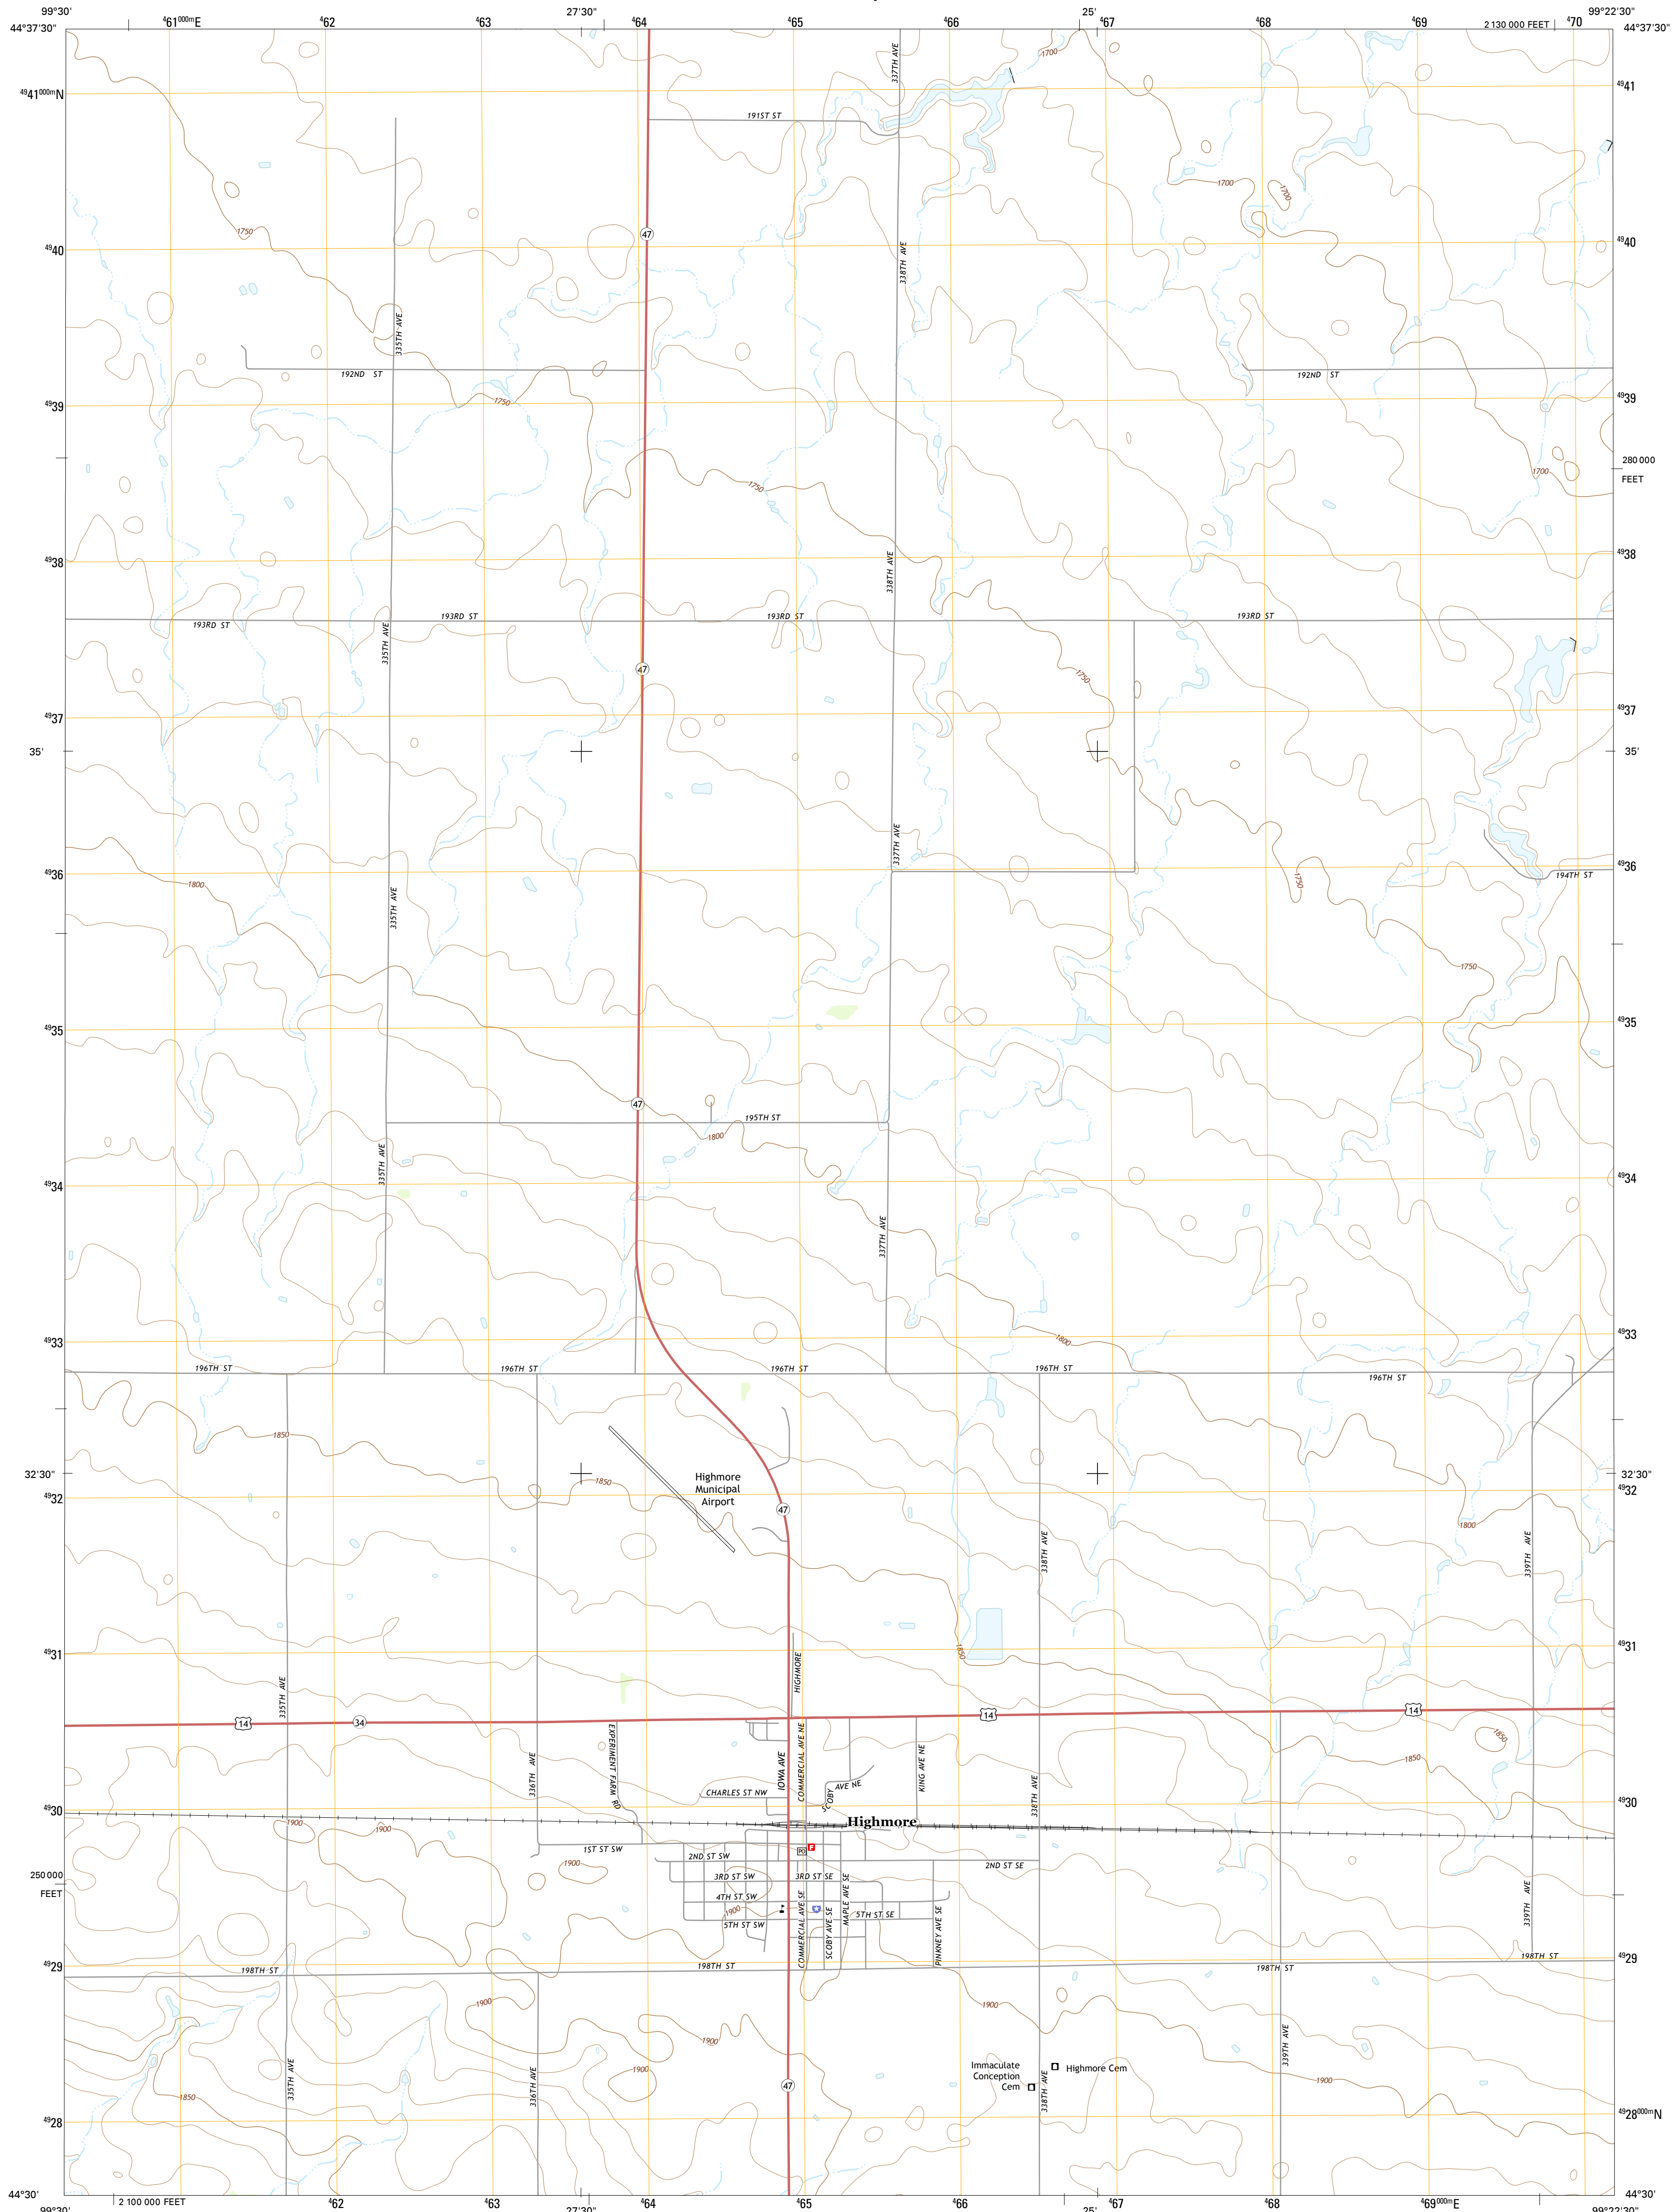 99°30' ⁴61⁰⁰⁰ᵐE ⁴62 ⁴63 27'30" ⁴64 ⁴65 ⁴66 25' ⁴67 ⁴68 ⁴69 2 130 000 FEET ⁴70 99°22'30"
44°37'30" 44°37'30"
1700
337TH AVE
⁴⁹41⁰⁰⁰ᵐN ⁴⁹41
191ST ST
1700 1700
1750
47
⁴⁹40 ⁴⁹40
338TH AVE
335TH AVE
192ND ST 192ND ST
⁴⁹39 1750 ⁴⁹39
280 000
FEET
1700
1750
⁴⁹38 338TH AVE ⁴⁹38
193RD ST 193RD ST 193RD ST 193RD ST
335TH AVE
47
1750
⁴⁹37 ⁴⁹37
35' 35'
337TH AVE
⁴⁹36 ⁴⁹36
194TH ST
1800 1750
335TH AVE
1750
⁴⁹35 ⁴⁹35
47
195TH ST
1800
335TH AVE
⁴⁹34 ⁴⁹34
337TH AVE
⁴⁹33 1800 ⁴⁹33
196TH ST 196TH ST 196TH ST 196TH ST 196TH ST
1850
32'30" 32'30"
1850
Highmore
Municipal
Airport
⁴⁹32 ⁴⁹32
47
1800
338TH AVE 339TH AVE
⁴⁹31 1850 ⁴⁹31
HIGHMORE
335TH AVE
14 34 14 14
1850
1850
EXPERIMENT FARM RD
336TH AVE
IOWA AVE
COMMERCIAL AVE NE
KING AVE NE
338TH AVE
CHARLES ST NW
SCOBY AVE NE
⁴⁹30 ⁴⁹30
Highmore
1900 1900
1ST ST SW
PO F
2ND ST SW 2ND ST SE
1900
250 000
FEET
3RD ST SW 3RD ST SE
4TH ST SW
1900
5TH ST SW 5TH ST SE
COMMERCIAL AVE SE
SCOBY AVE SE
MAPLE AVE SE
PINKNEY AVE SE
339TH AVE
198TH ST
⁴⁹29 ⁴⁹29
198TH ST 198TH ST 198TH ST
1900 1900
1900
339TH AVE
335TH AVE 336TH AVE 338TH AVE
Immaculate
Conception
Cem
Highmore Cem
1900 1900
47
1850
⁴⁹28 ⁴⁹28⁰⁰⁰ᵐN
44°30' 44°30'
99°30' 2 100 000 FEET ⁴62 ⁴63 27'30" ⁴64 ⁴65 ⁴66 25' ⁴67 ⁴68 ⁴69⁰⁰⁰ᵐE 99°22'30"